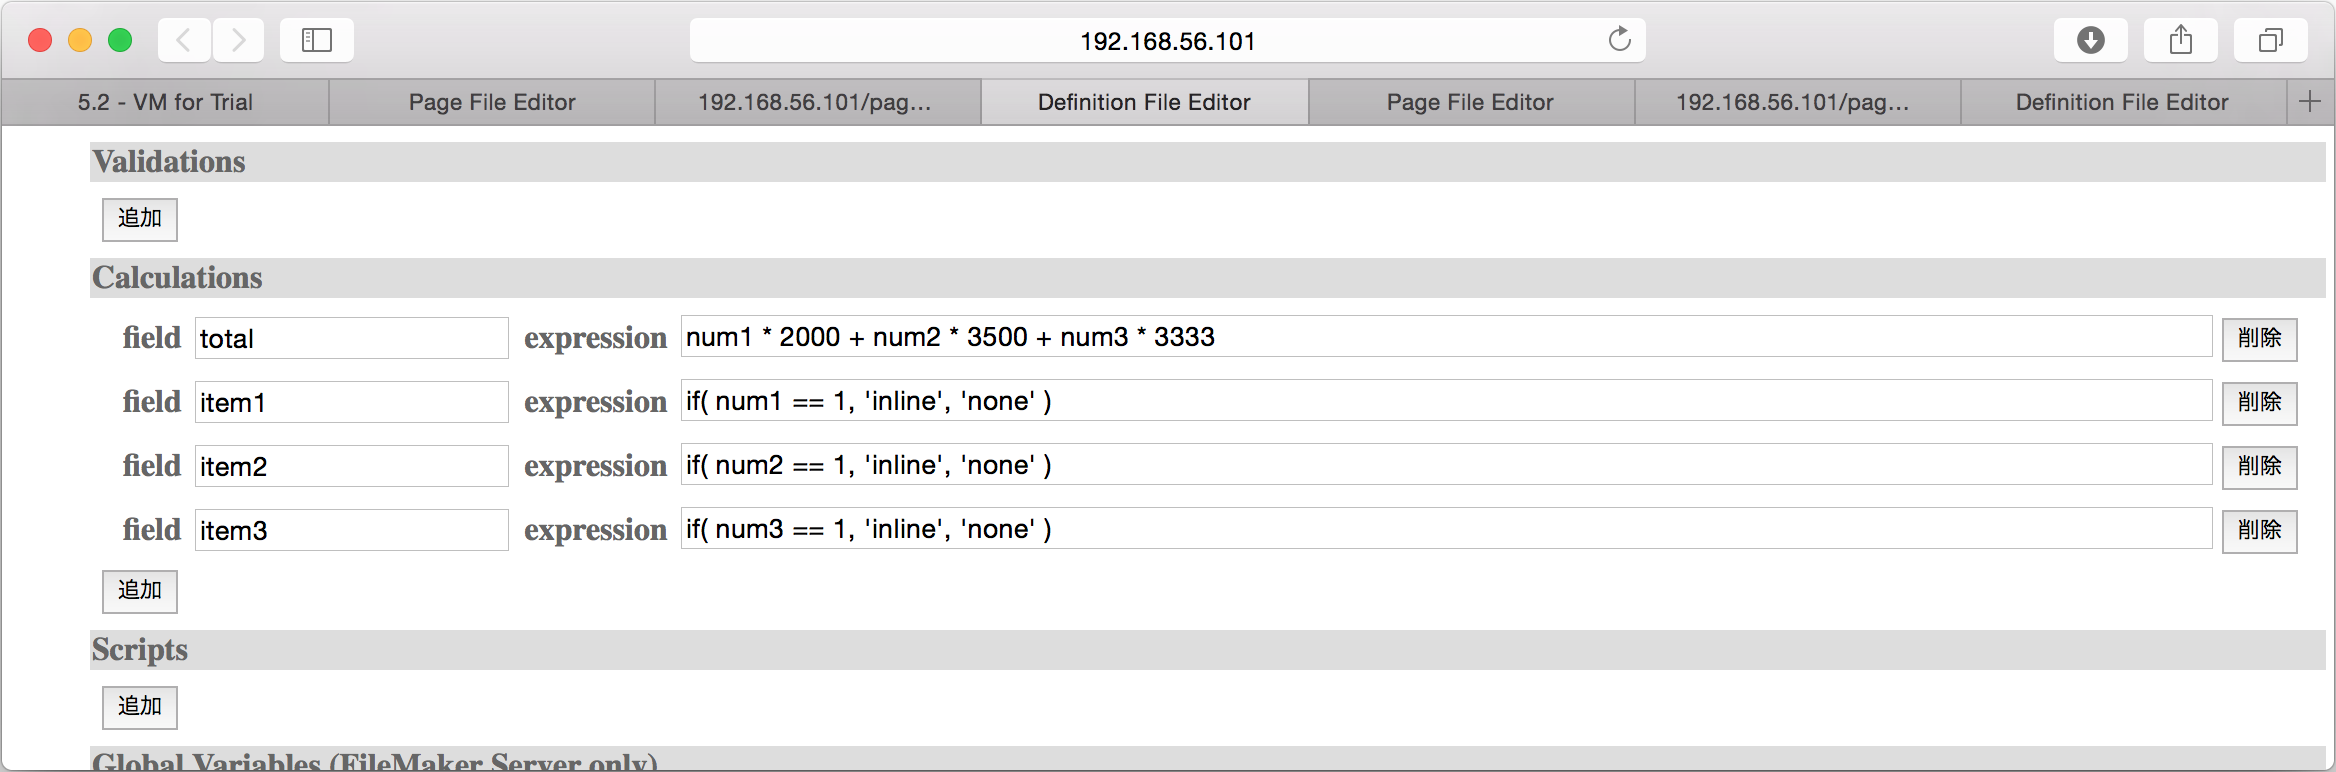 192.168.56.101
5.2 - VM for Trial Page File Editor 192.168.56.101/pag... Definition File Editor Page File Editor 192.168.56.101/pag... Definition File Editor
Validations
追加
Calculations
field total expression num1 * 2000 + num2 * 3500 + num3 * 3333 削除
field item1 expression if( num1 == 1, 'inline', 'none' ) 削除
field item2 expression if( num2 == 1, 'inline', 'none' ) 削除
field item3 expression if( num3 == 1, 'inline', 'none' ) 削除
追加
Scripts
追加
Global Variables (FileMaker Server only)